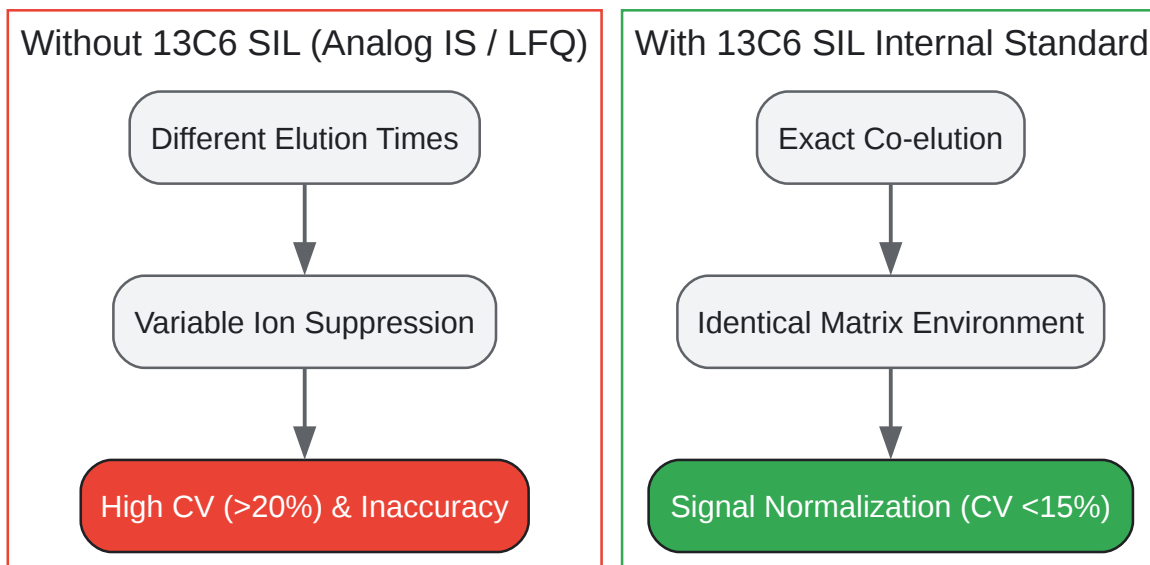 Without 13C6 SIL (Analog IS / LFQ)
Different Elution Times
Variable Ion Suppression
High CV (>20%) & Inaccuracy
With 13C6 SIL Internal Standard
Exact Co-elution
Identical Matrix Environment
Signal Normalization (CV <15%)